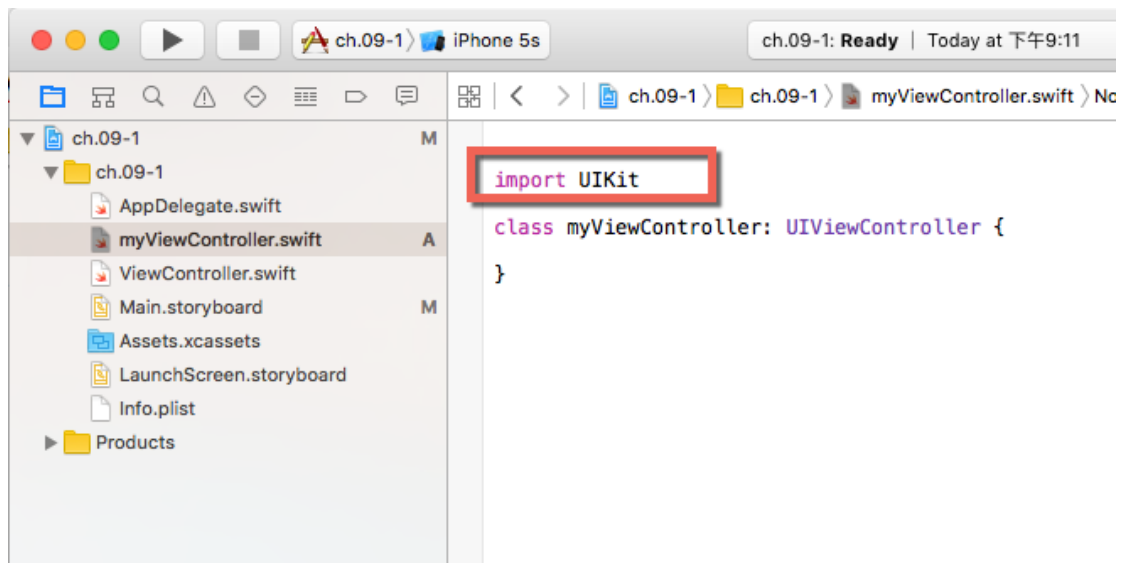 ch.09-1 〉 iPhone 5s
ch.09-1: Ready | Today at 下午9:11
ch.09-1 〉 ch.09-1 〉 myViewController.swift 〉 No
ch.09-1 M
ch.09-1
AppDelegate.swift
myViewController.swift A
ViewController.swift
Main.storyboard M
Assets.xcassets
LaunchScreen.storyboard
Info.plist
Products
import UIKit
class myViewController: UIViewController {
}